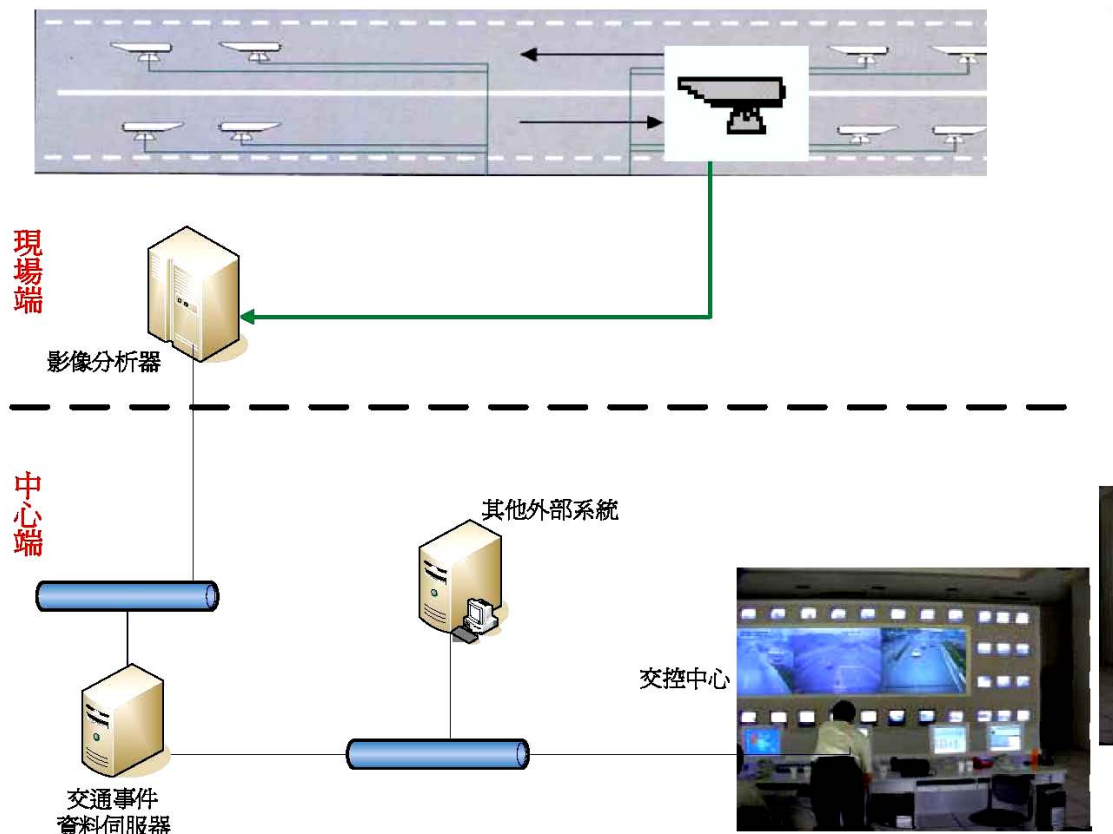 現場端
影像分析器
中心端
其他外部系統
交控中心
交通事件
資料伺服器